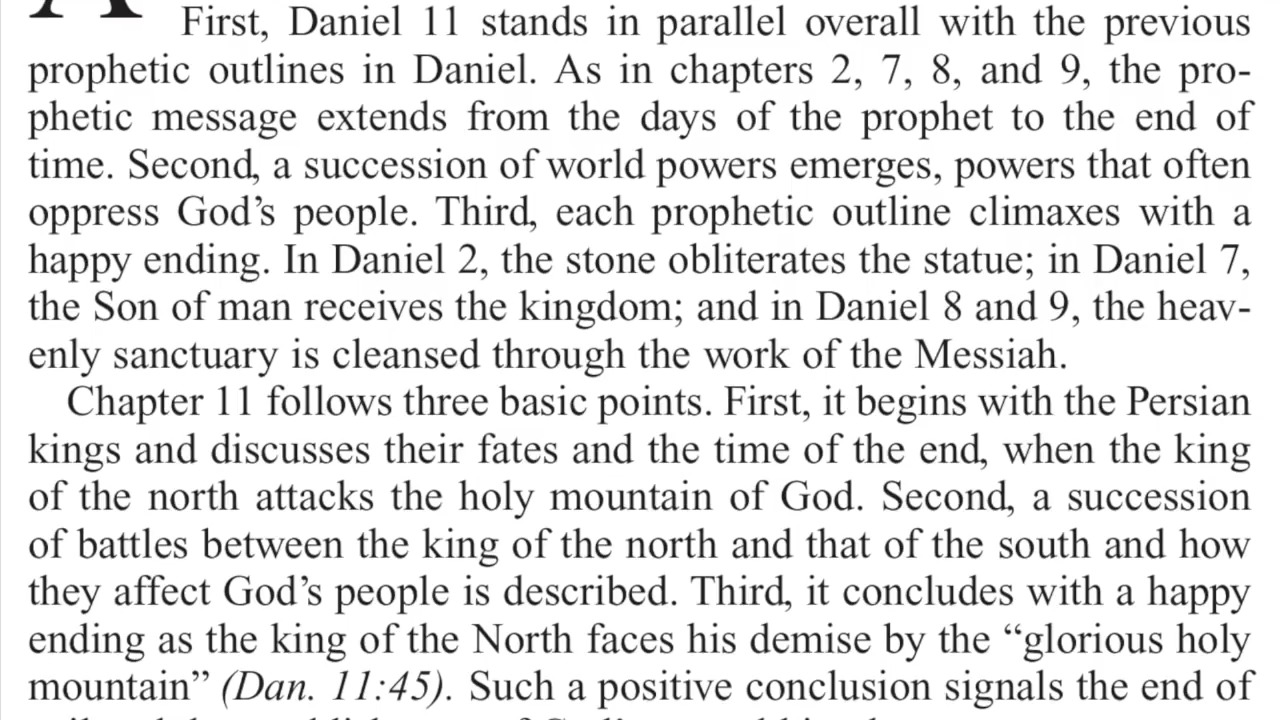 First, Daniel 11 stands in parallel overall with the previous
prophetic outlines in Daniel. As in chapters 2, 7, 8, and 9, the pro-
phetic message extends from the days of the prophet to the end of
time. Second, a succession of world powers emerges, powers that often
oppress God’s people. Third, each prophetic outline climaxes with a
happy ending. In Daniel 2, the stone obliterates the statue; in Daniel 7,
the Son of man receives the kingdom; and in Daniel 8 and 9, the heav-
enly sanctuary is cleansed through the work of the Messiah.
Chapter 11 follows three basic points. First, it begins with the Persian
kings and discusses their fates and the time of the end, when the king
of the north attacks the holy mountain of God. Second, a succession
of battles between the king of the north and that of the south and how
they affect God’s people is described. Third, it concludes with a happy
ending as the king of the North faces his demise by the “glorious holy
mountain” (Dan. 11:45). Such a positive conclusion signals the end of